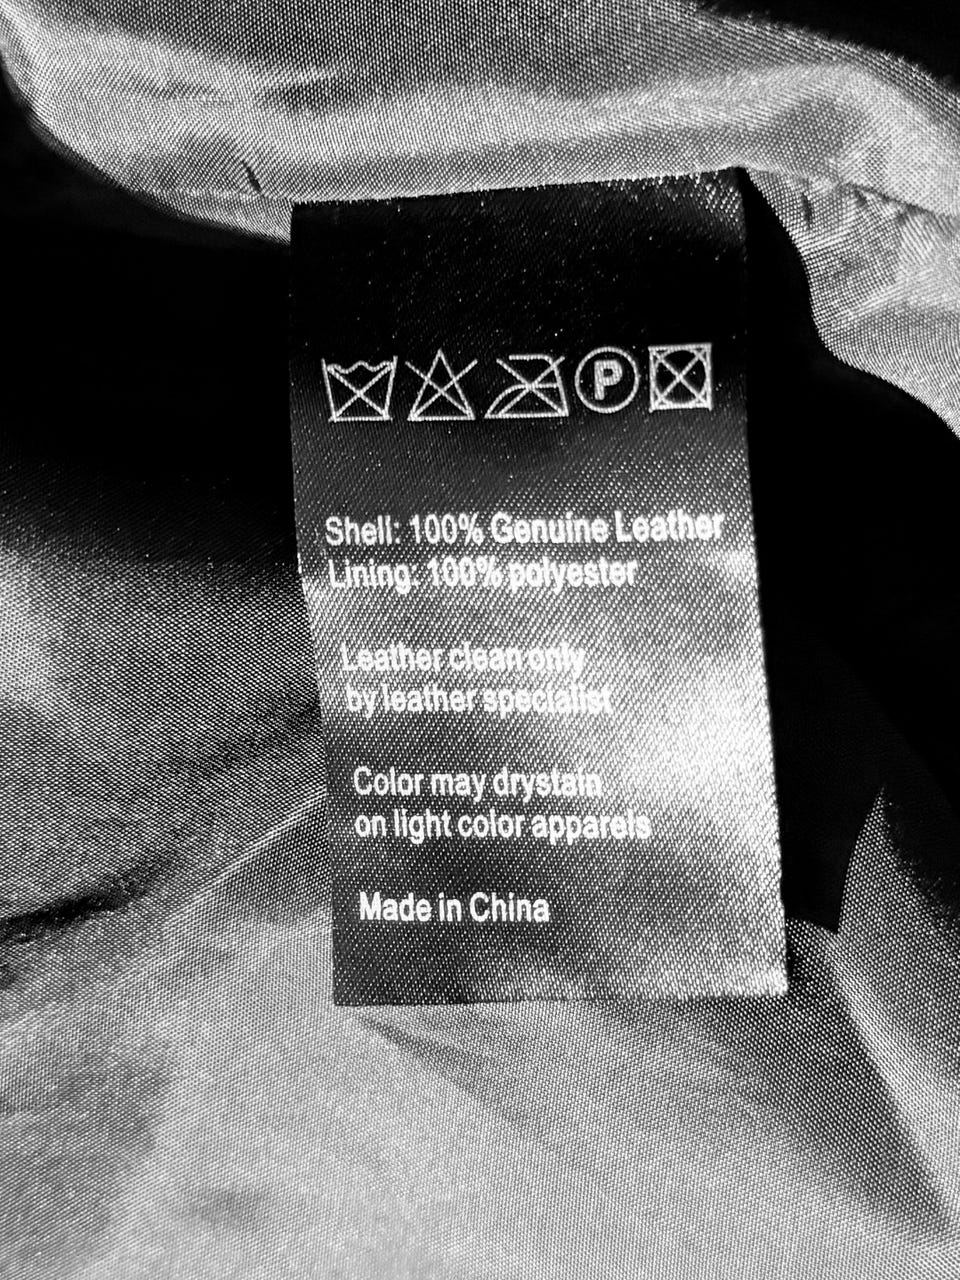 P
Shell: 100% Genuine Leather
Lining: 100% polyester
Leather clean only
by leather specialist
Color may drystain
on light color apparels
Made in China